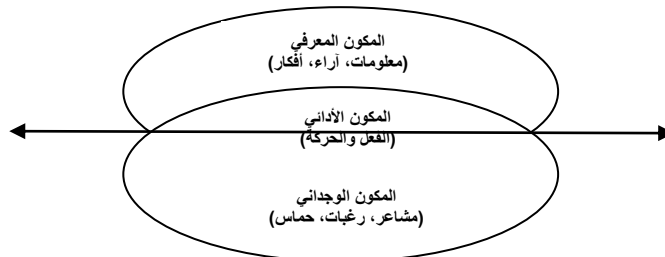 المكون المعرفي
(معلومات، آراء، أفكار)
المكون الأدائي
(الفعل والحركة)
المكون الوجداني
(مشاعر، رغبات، حماس)